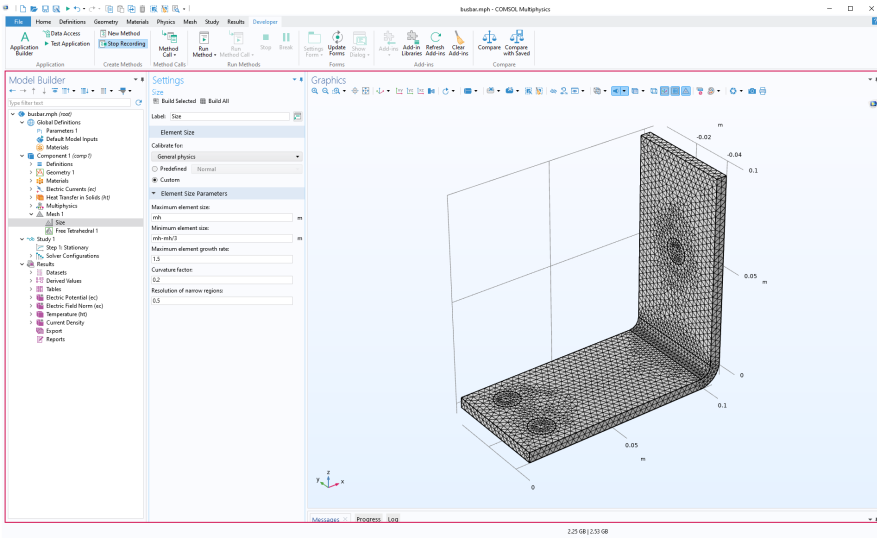 busbar.mph - COMSOL Multiphysics
File Home Definitions Geometry Materials Physics Mesh Study Results Developer
Application Builder
Data Access
Test Application
Application
New Method
Stop Recording
Create Methods
Method Call
Method Calls
Run Method
Run Method Call
Stop
Break
Run Methods
Settings Forms
Update Forms
Show Dialog
Forms
Add-ins
Add-in Libraries
Refresh Add-ins
Clear Add-ins
Add-ins
Compare
Compare with Saved
Compare
Model Builder
Type filter text
busbar.mph (root)
Global Definitions
Pi Parameters 1
Default Model Inputs
Materials
Component 1 (comp1)
Definitions
Geometry 1
Materials
Electric Currents (ec)
Heat Transfer in Solids (ht)
Multiphysics
Mesh 1
Size
Free Tetrahedral 1
Study 1
Step 1: Stationary
Solver Configurations
Results
Datasets
Derived Values
Tables
Electric Potential (ec)
Electric Field Norm (ec)
Temperature (ht)
Current Density
Export
Reports
Settings
Size
Build Selected Build All
Label: Size
Element Size
Calibrate for:
General physics
Predefined Normal
Custom
Element Size Parameters
Maximum element size:
mh m
Minimum element size:
mh-mh/3 m
Maximum element growth rate:
1.5
Curvature factor:
0.2
Resolution of narrow regions:
0.5
Graphics
m
-0.02
-0.04
0.1
0.05
m
0
0.1
0.05
m
0
z
y x
Messages Progress Log
2.25 GB | 2.53 GB